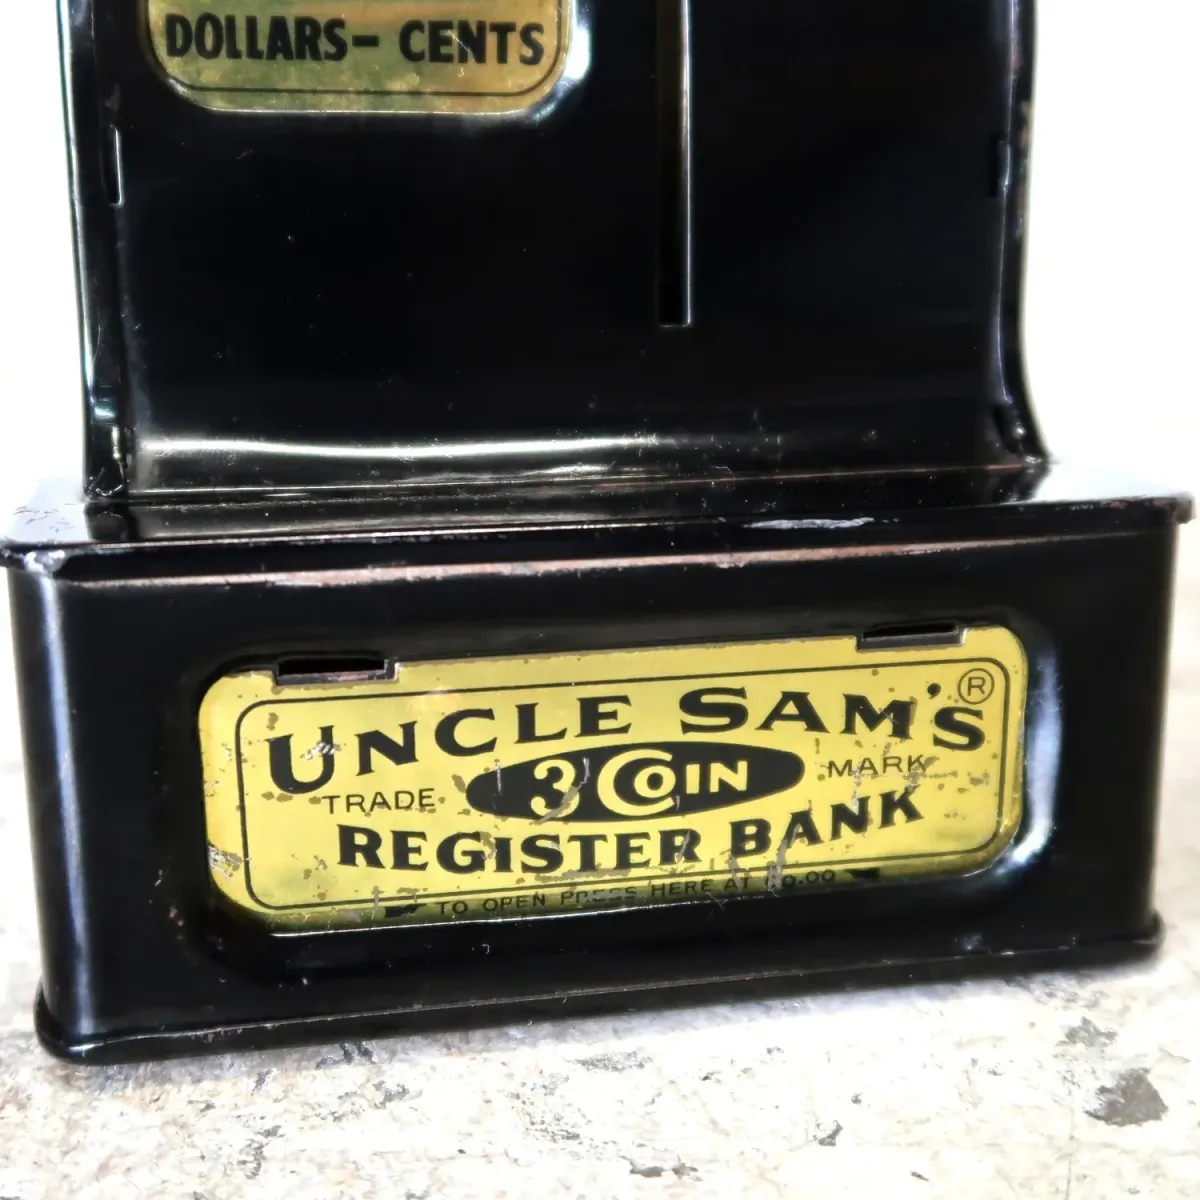 DOLLARS- CENTS
UNCLE SAM'S ®
TRADE 3 COIN MARK
REGISTER BANK
TO OPEN PRESS HERE AT